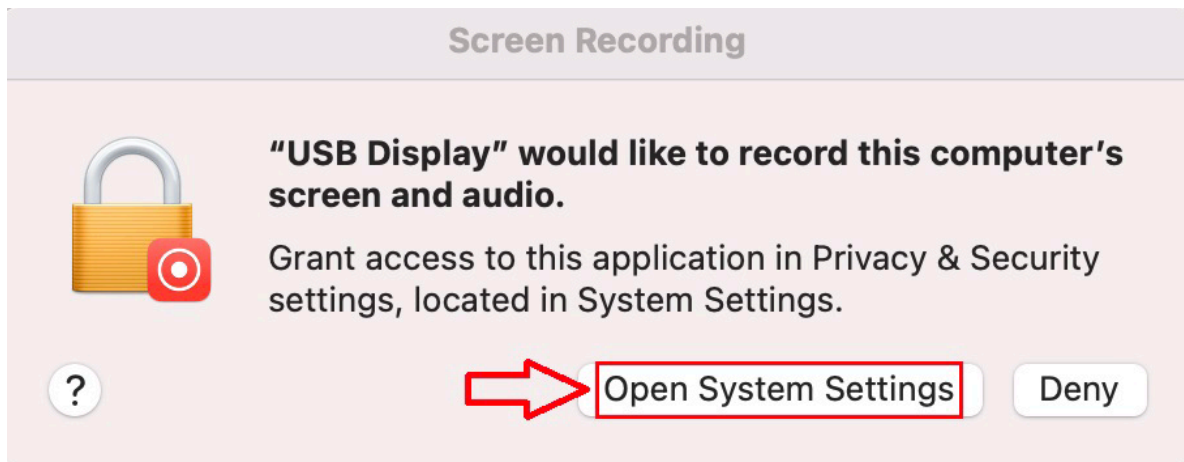 Screen Recording
“USB Display” would like to record this computer’s
screen and audio.
Grant access to this application in Privacy & Security
settings, located in System Settings.
? Open System Settings Deny